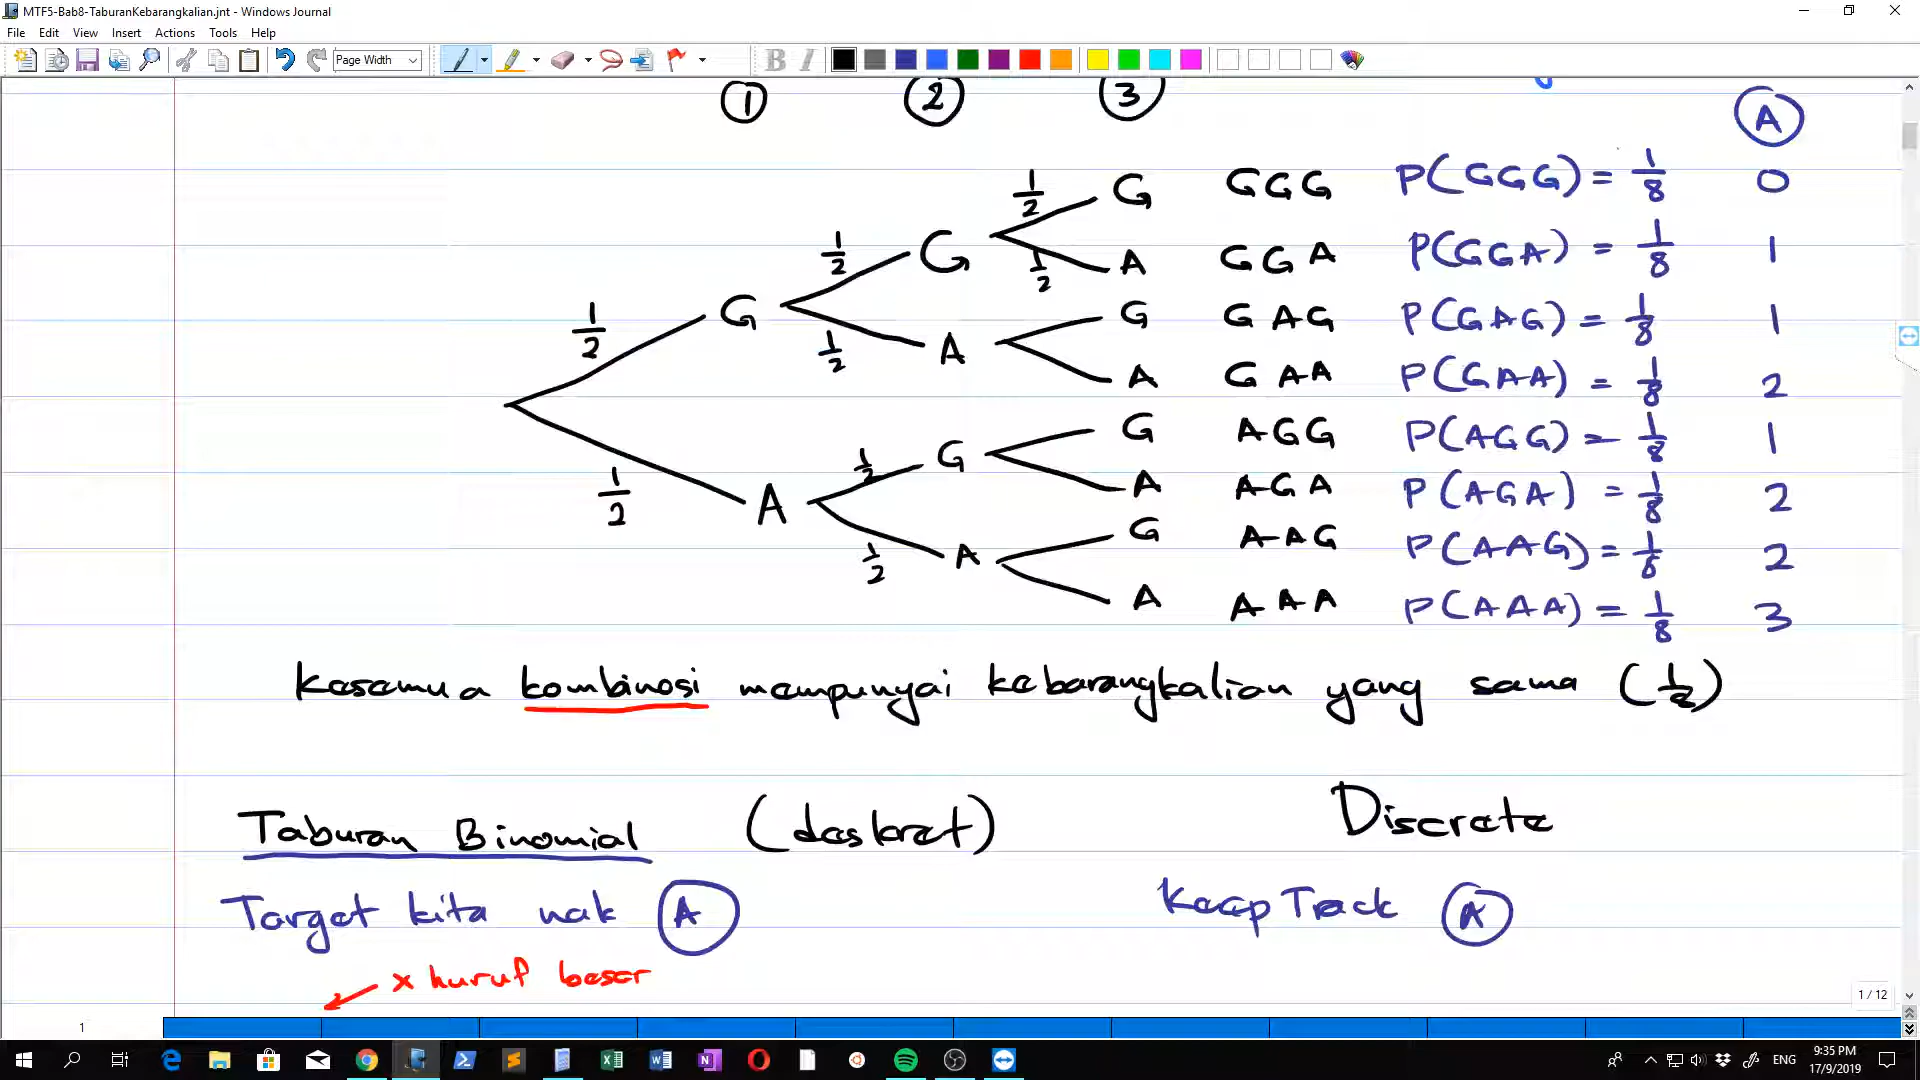 MTF5-Bab8-TaburanKebarangkalian.jnt - Windows Journal
File Edit View Insert Actions Tools Help
Page Width
1 2 3
A
1/2 G GGG P(GGG) = 1/8 0
1/2 G 1/2 A GGA P(GGA) = 1/8 1
1/2 G 1/2 A G GAG P(GAG) = 1/8 1
A GAA P(GAA) = 1/8 2
1/2 G G AGG P(AGG) = 1/8 1
1/2 A A AGA P(AGA) = 1/8 2
1/2 A G AAG P(AAG) = 1/8 2
A AAA P(AAA) = 1/8 3
Kesemua kombinasi mempunyai kebarangkalian yang sama (1/2)
Taburan Binomial (deskret) Discrete
Target kita nak A Keep Track A
x huruf besar
1 / 12
1
ENG
9:35 PM
17/9/2019